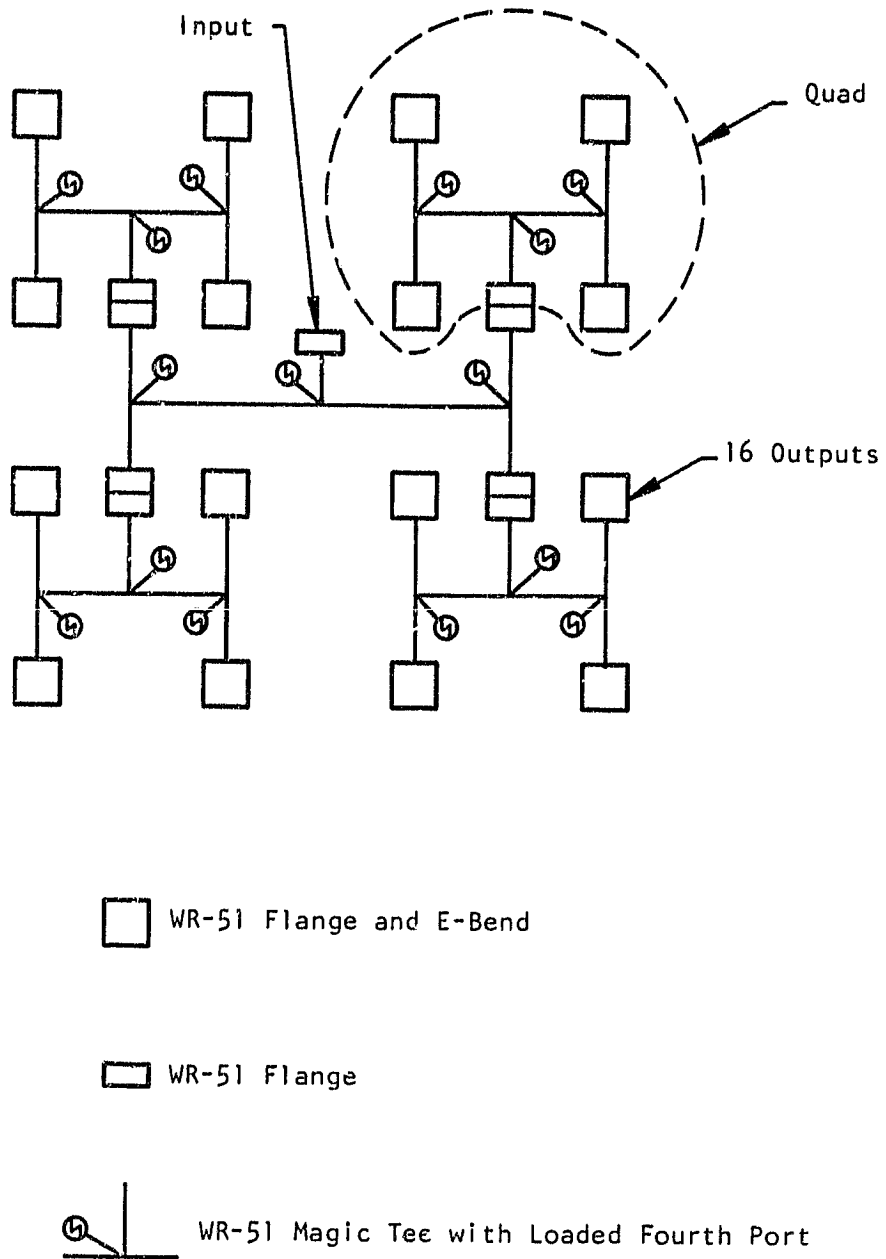 Input
Quad
16 Outputs
WR-51 Flange and E-Bend
WR-51 Flange
WR-51 Magic Tee with Loaded Fourth Port